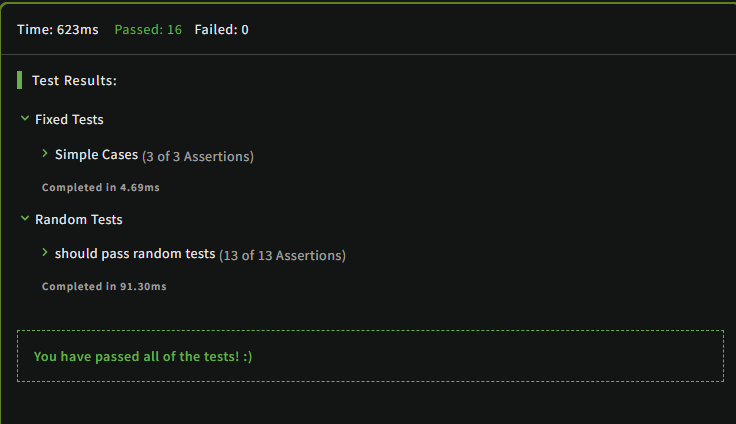 Time: 623ms Passed: 16 Failed: 0
Test Results:
Fixed Tests
Simple Cases (3 of 3 Assertions)
Completed in 4.69ms
Random Tests
should pass random tests (13 of 13 Assertions)
Completed in 91.30ms
You have passed all of the tests! :)